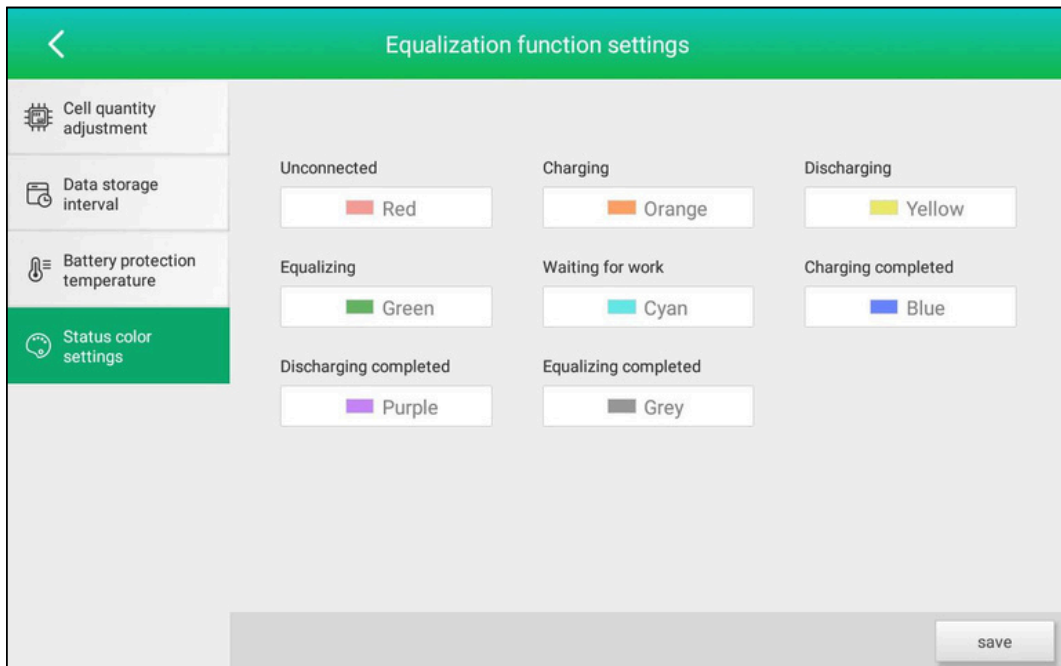 Equalization function settings
Cell quantity
adjustment
Data storage
interval
Battery protection
temperature
Status color
settings
Unconnected
Charging
Discharging
Red
Orange
Yellow
Equalizing
Waiting for work
Charging completed
Green
Cyan
Blue
Discharging completed
Equalizing completed
Purple
Grey
save